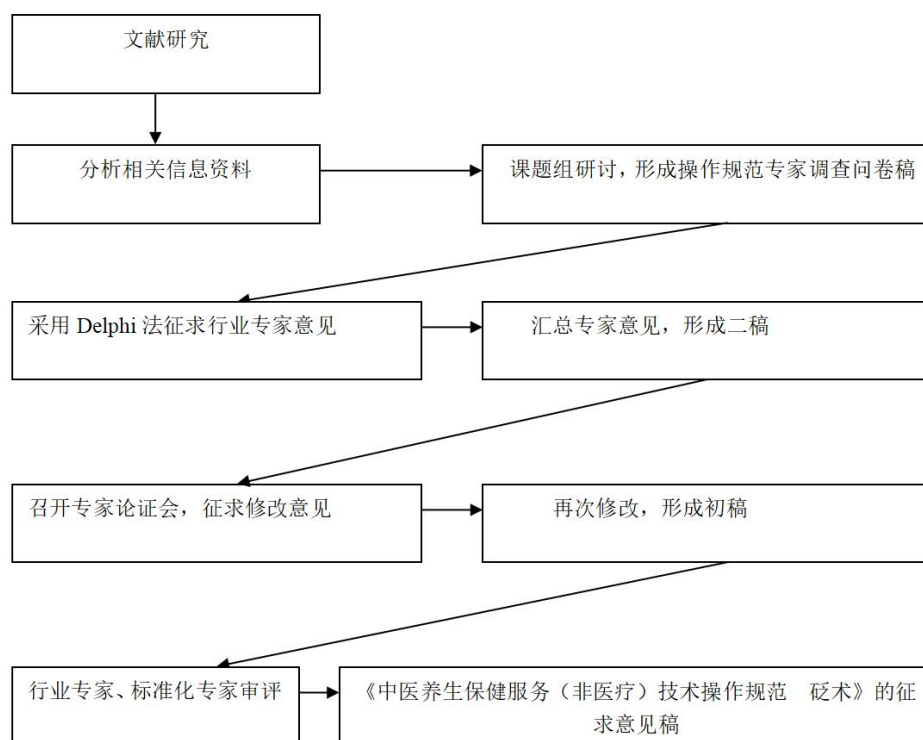 文献研究
分析相关信息资料
课题组研讨，形成操作规范专家调查问卷稿
采用 Delphi 法征求行业专家意见
汇总专家意见，形成二稿
召开专家论证会，征求修改意见
再次修改，形成初稿
行业专家、标准化专家审评
《中医养生保健服务（非医疗）技术操作规范　砭术》的征
求意见稿